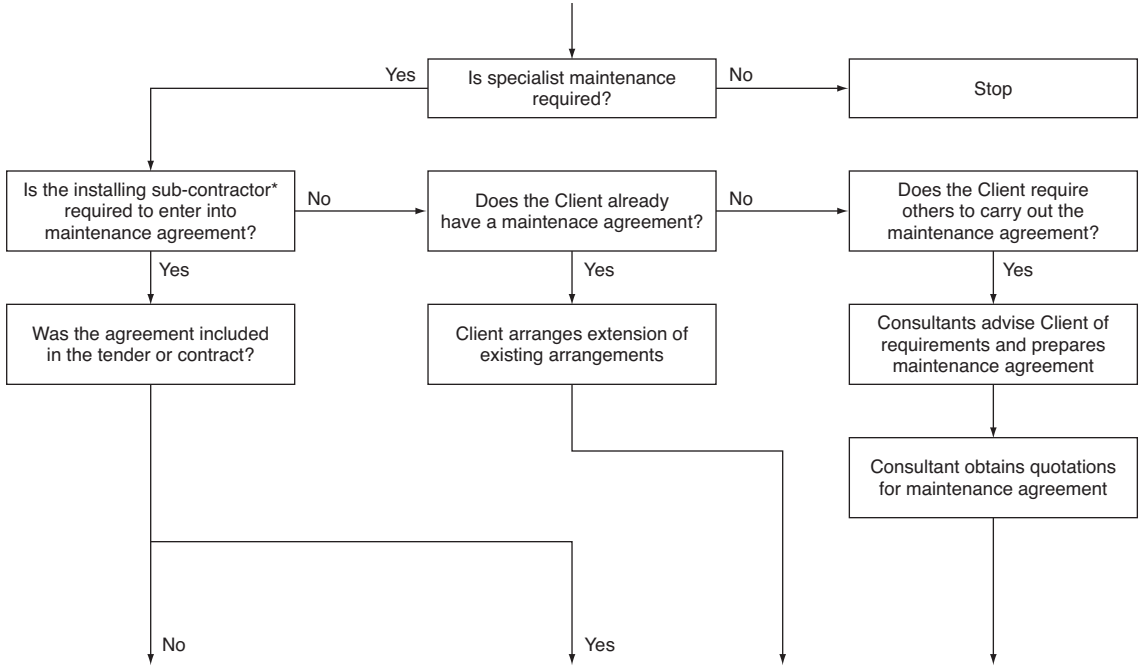 Yes
Is specialist maintenance
required?
No
Stop
Is the installing sub-contractor*
required to enter into
maintenance agreement?
No
Does the Client already
have a maintenace agreement?
No
Does the Client require
others to carry out the
maintenance agreement?
Yes
Yes
Yes
Was the agreement included
in the tender or contract?
Client arranges extension of
existing arrangements
Consultants advise Client of
requirements and prepares
maintenance agreement
Consultant obtains quotations
for maintenance agreement
No
Yes